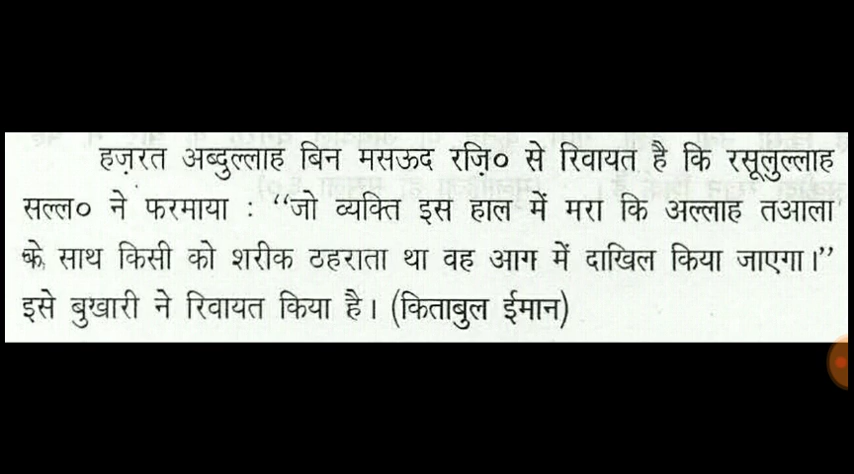 हज़रत अब्दुल्लाह बिन मसऊद रज़ि० से रिवायत है कि रसूलुल्लाह
सल्ल० ने फरमाया : “जो व्यक्ति इस हाल में मरा कि अल्लाह तआला
के साथ किसी को शरीक ठहराता था वह आग में दाखिल किया जाएगा।”
इसे बुखारी ने रिवायत किया है। (किताबुल ईमान)